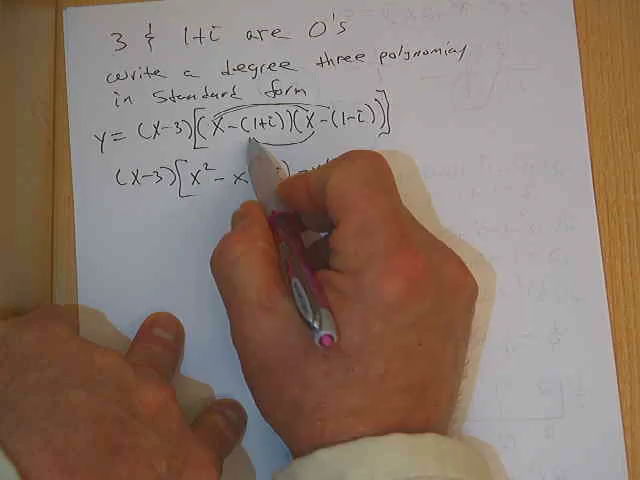 3 & 1+i are 0's
write a degree three polynomial
in Standard form
y = (x-3)[(x-(1+i))(x-(1-i))]
(x-3)[x² - x